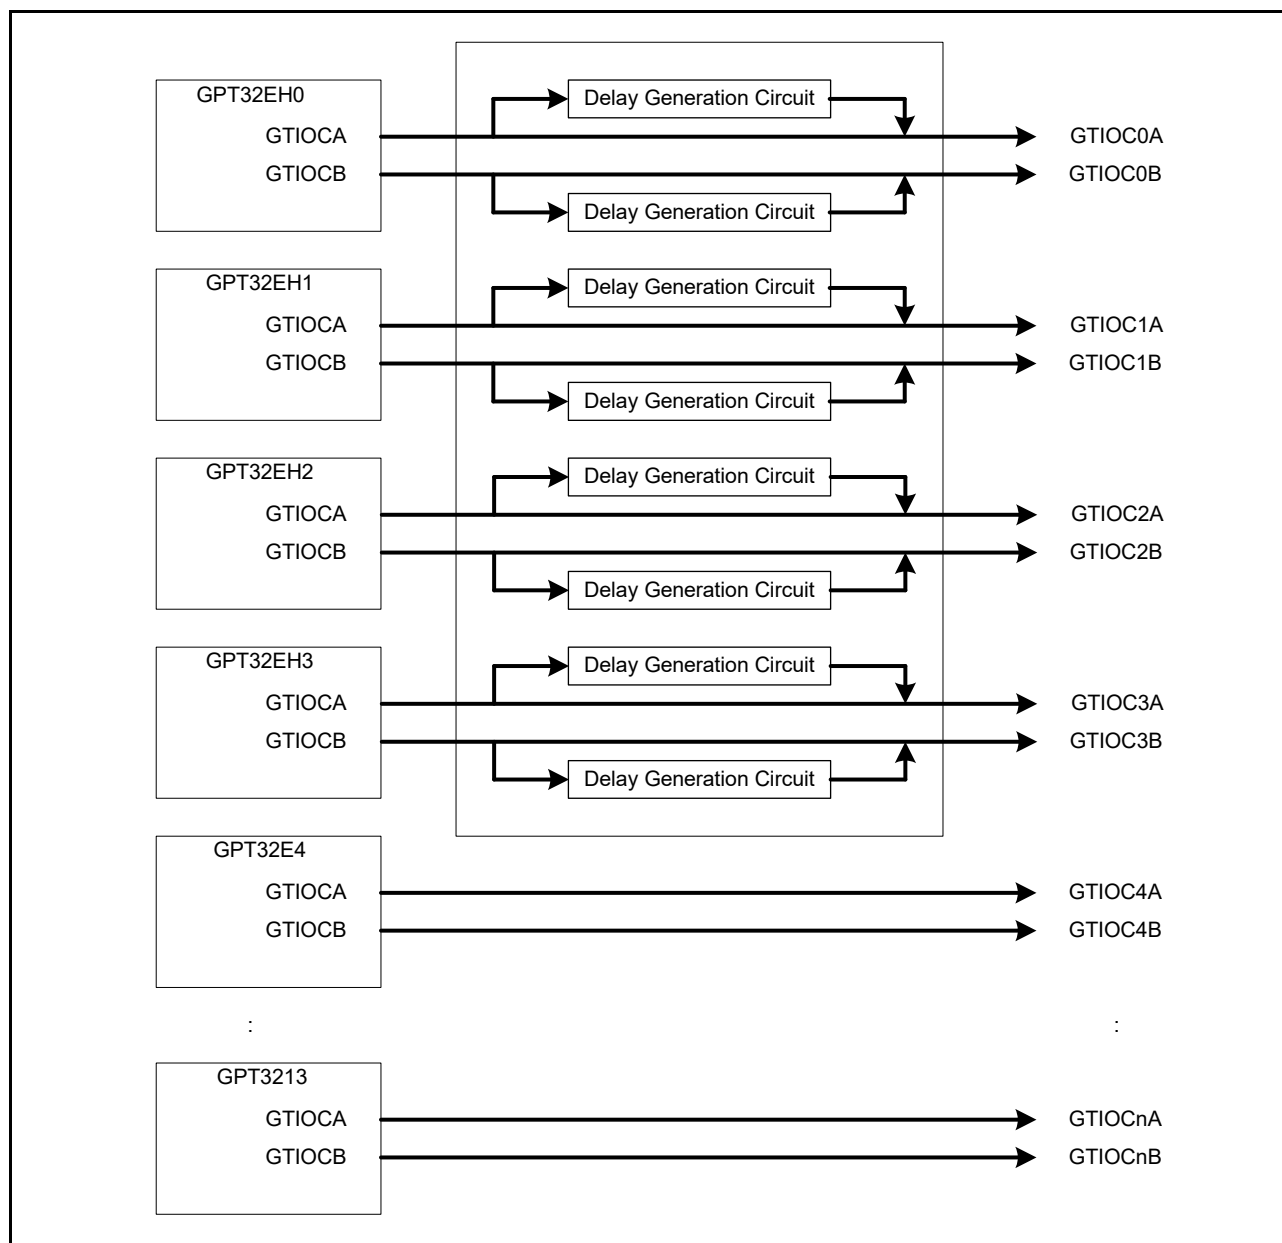 GPT32EH0
Delay Generation Circuit
GTIOCA
GTIOC0A
GTIOCB
GTIOC0B
Delay Generation Circuit
GPT32EH1
Delay Generation Circuit
GTIOCA
GTIOC1A
GTIOCB
GTIOC1B
Delay Generation Circuit
GPT32EH2
Delay Generation Circuit
GTIOCA
GTIOC2A
GTIOCB
GTIOC2B
Delay Generation Circuit
GPT32EH3
Delay Generation Circuit
GTIOCA
GTIOC3A
GTIOCB
GTIOC3B
Delay Generation Circuit
GPT32E4
GTIOCA
GTIOC4A
GTIOCB
GTIOC4B
:
:
GPT3213
GTIOCA
GTIOCnA
GTIOCB
GTIOCnB